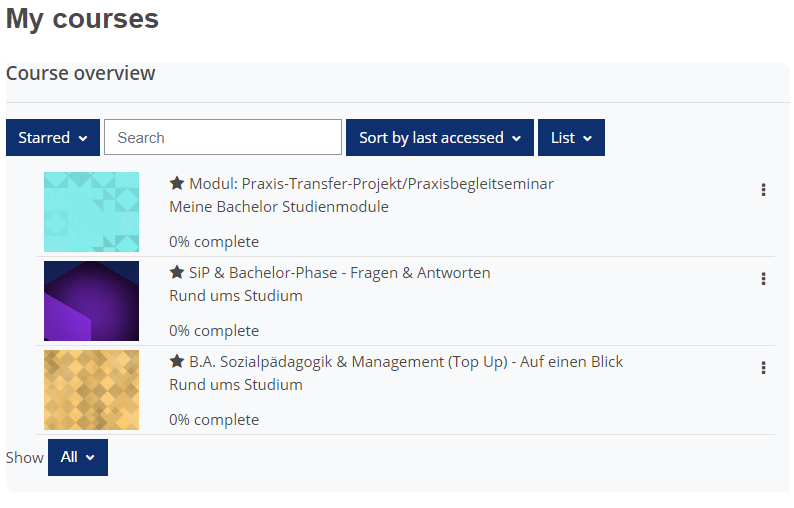 My courses
Course overview
Starred
Search
Sort by last accessed
List
Modul: Praxis-Transfer-Projekt/Praxisbegleitseminar
Meine Bachelor Studienmodule
0% complete
SiP & Bachelor-Phase - Fragen & Antworten
Rund ums Studium
0% complete
B.A. Sozialpädagogik & Management (Top Up) - Auf einen Blick
Rund ums Studium
0% complete
Show All